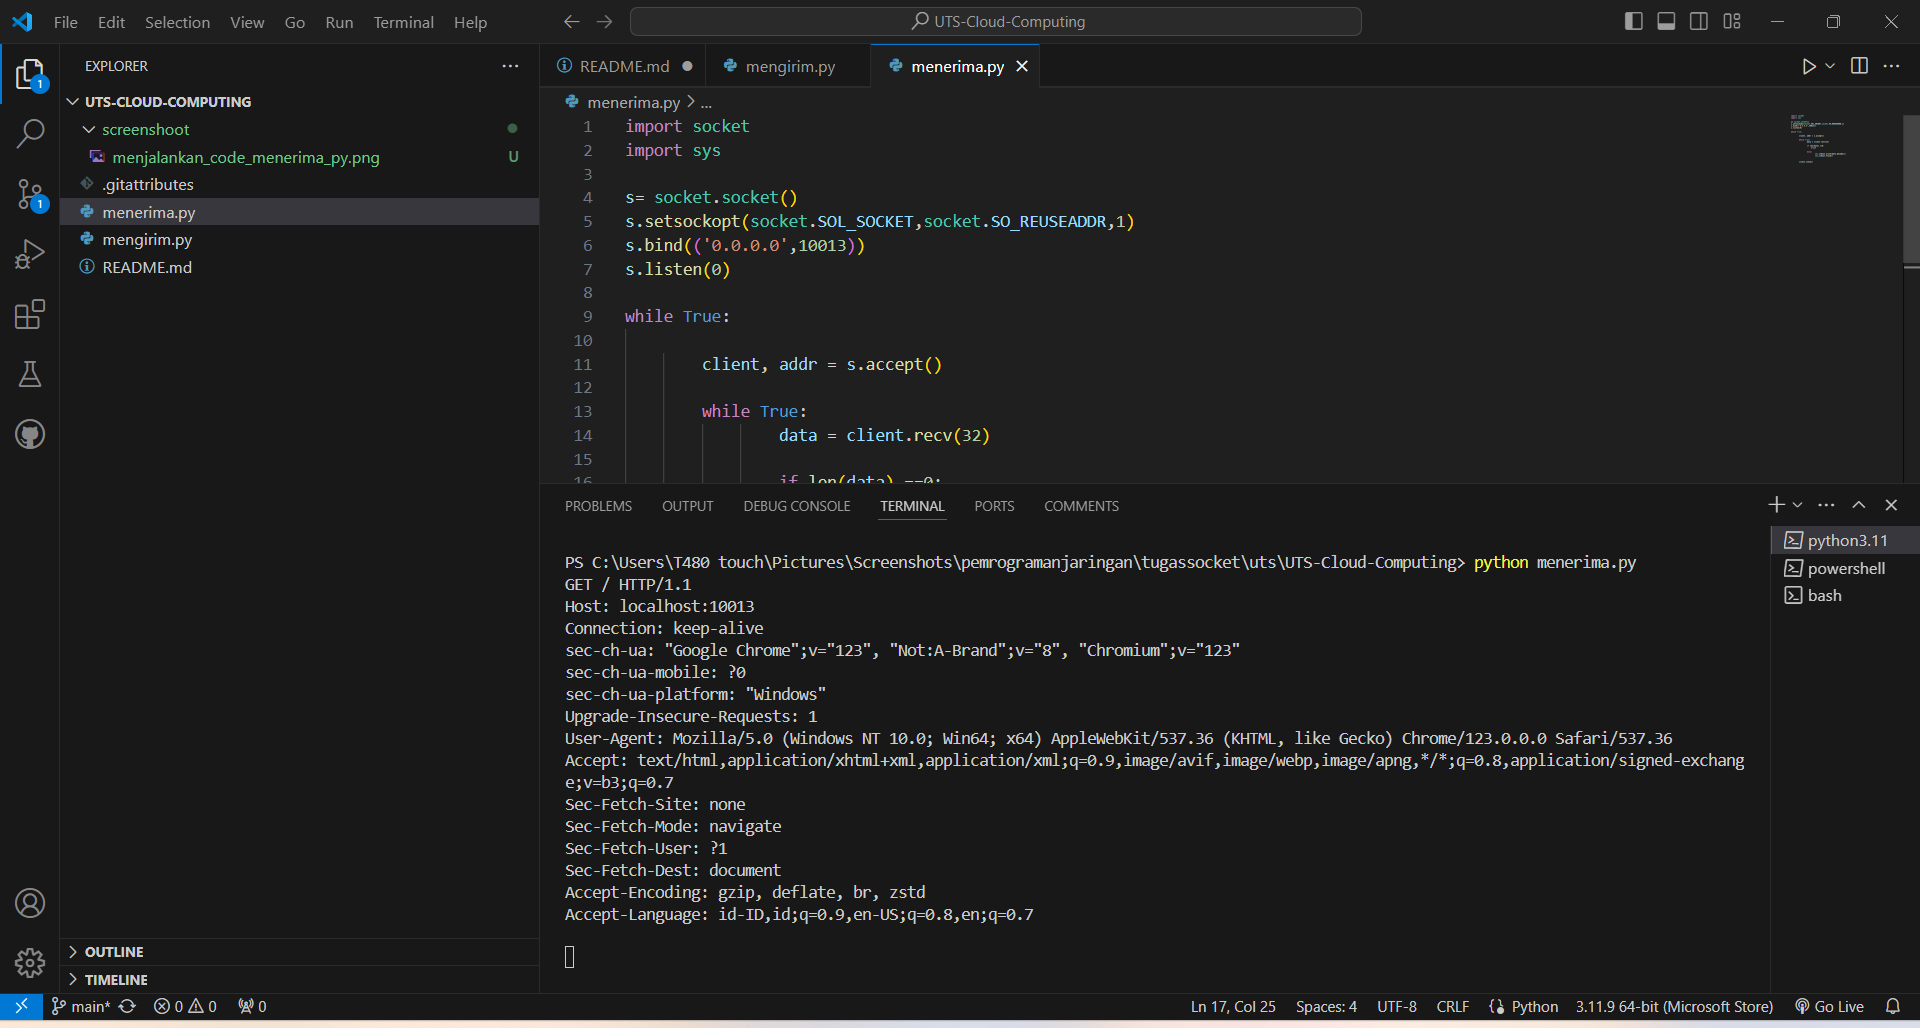 File Edit Selection View Go Run Terminal Help
UTS-Cloud-Computing
EXPLORER
UTS-CLOUD-COMPUTING
screenshoot
menjalankan_code_menerima_py.png U
.gitattributes
menerima.py
mengirim.py
README.md
OUTLINE
TIMELINE
README.md mengirim.py menerima.py
menerima.py > ...
1 import socket
2 import sys
3
4 s= socket.socket()
5 s.setsockopt(socket.SOL_SOCKET,socket.SO_REUSEADDR,1)
6 s.bind(('0.0.0.0',10013))
7 s.listen(0)
8
9 while True:
10
11 client, addr = s.accept()
12
13 while True:
14 data = client.recv(32)
15
16 if len(data) ==0:
PROBLEMS OUTPUT DEBUG CONSOLE TERMINAL PORTS COMMENTS
PS C:\Users\T480 touch\Pictures\Screenshots\pemrogramanjaringan\tugassocket\uts\UTS-Cloud-Computing> python menerima.py
GET / HTTP/1.1
Host: localhost:10013
Connection: keep-alive
sec-ch-ua: "Google Chrome";v="123", "Not:A-Brand";v="8", "Chromium";v="123"
sec-ch-ua-mobile: ?0
sec-ch-ua-platform: "Windows"
Upgrade-Insecure-Requests: 1
User-Agent: Mozilla/5.0 (Windows NT 10.0; Win64; x64) AppleWebKit/537.36 (KHTML, like Gecko) Chrome/123.0.0.0 Safari/537.36
Accept: text/html,application/xhtml+xml,application/xml;q=0.9,image/avif,image/webp,image/apng,*/*;q=0.8,application/signed-exchang
e;v=b3;q=0.7
Sec-Fetch-Site: none
Sec-Fetch-Mode: navigate
Sec-Fetch-User: ?1
Sec-Fetch-Dest: document
Accept-Encoding: gzip, deflate, br, zstd
Accept-Language: id-ID,id;q=0.9,en-US;q=0.8,en;q=0.7
python3.11
powershell
bash
main* 0 0 0 Ln 17, Col 25 Spaces: 4 UTF-8 CRLF Python 3.11.9 64-bit (Microsoft Store) Go Live